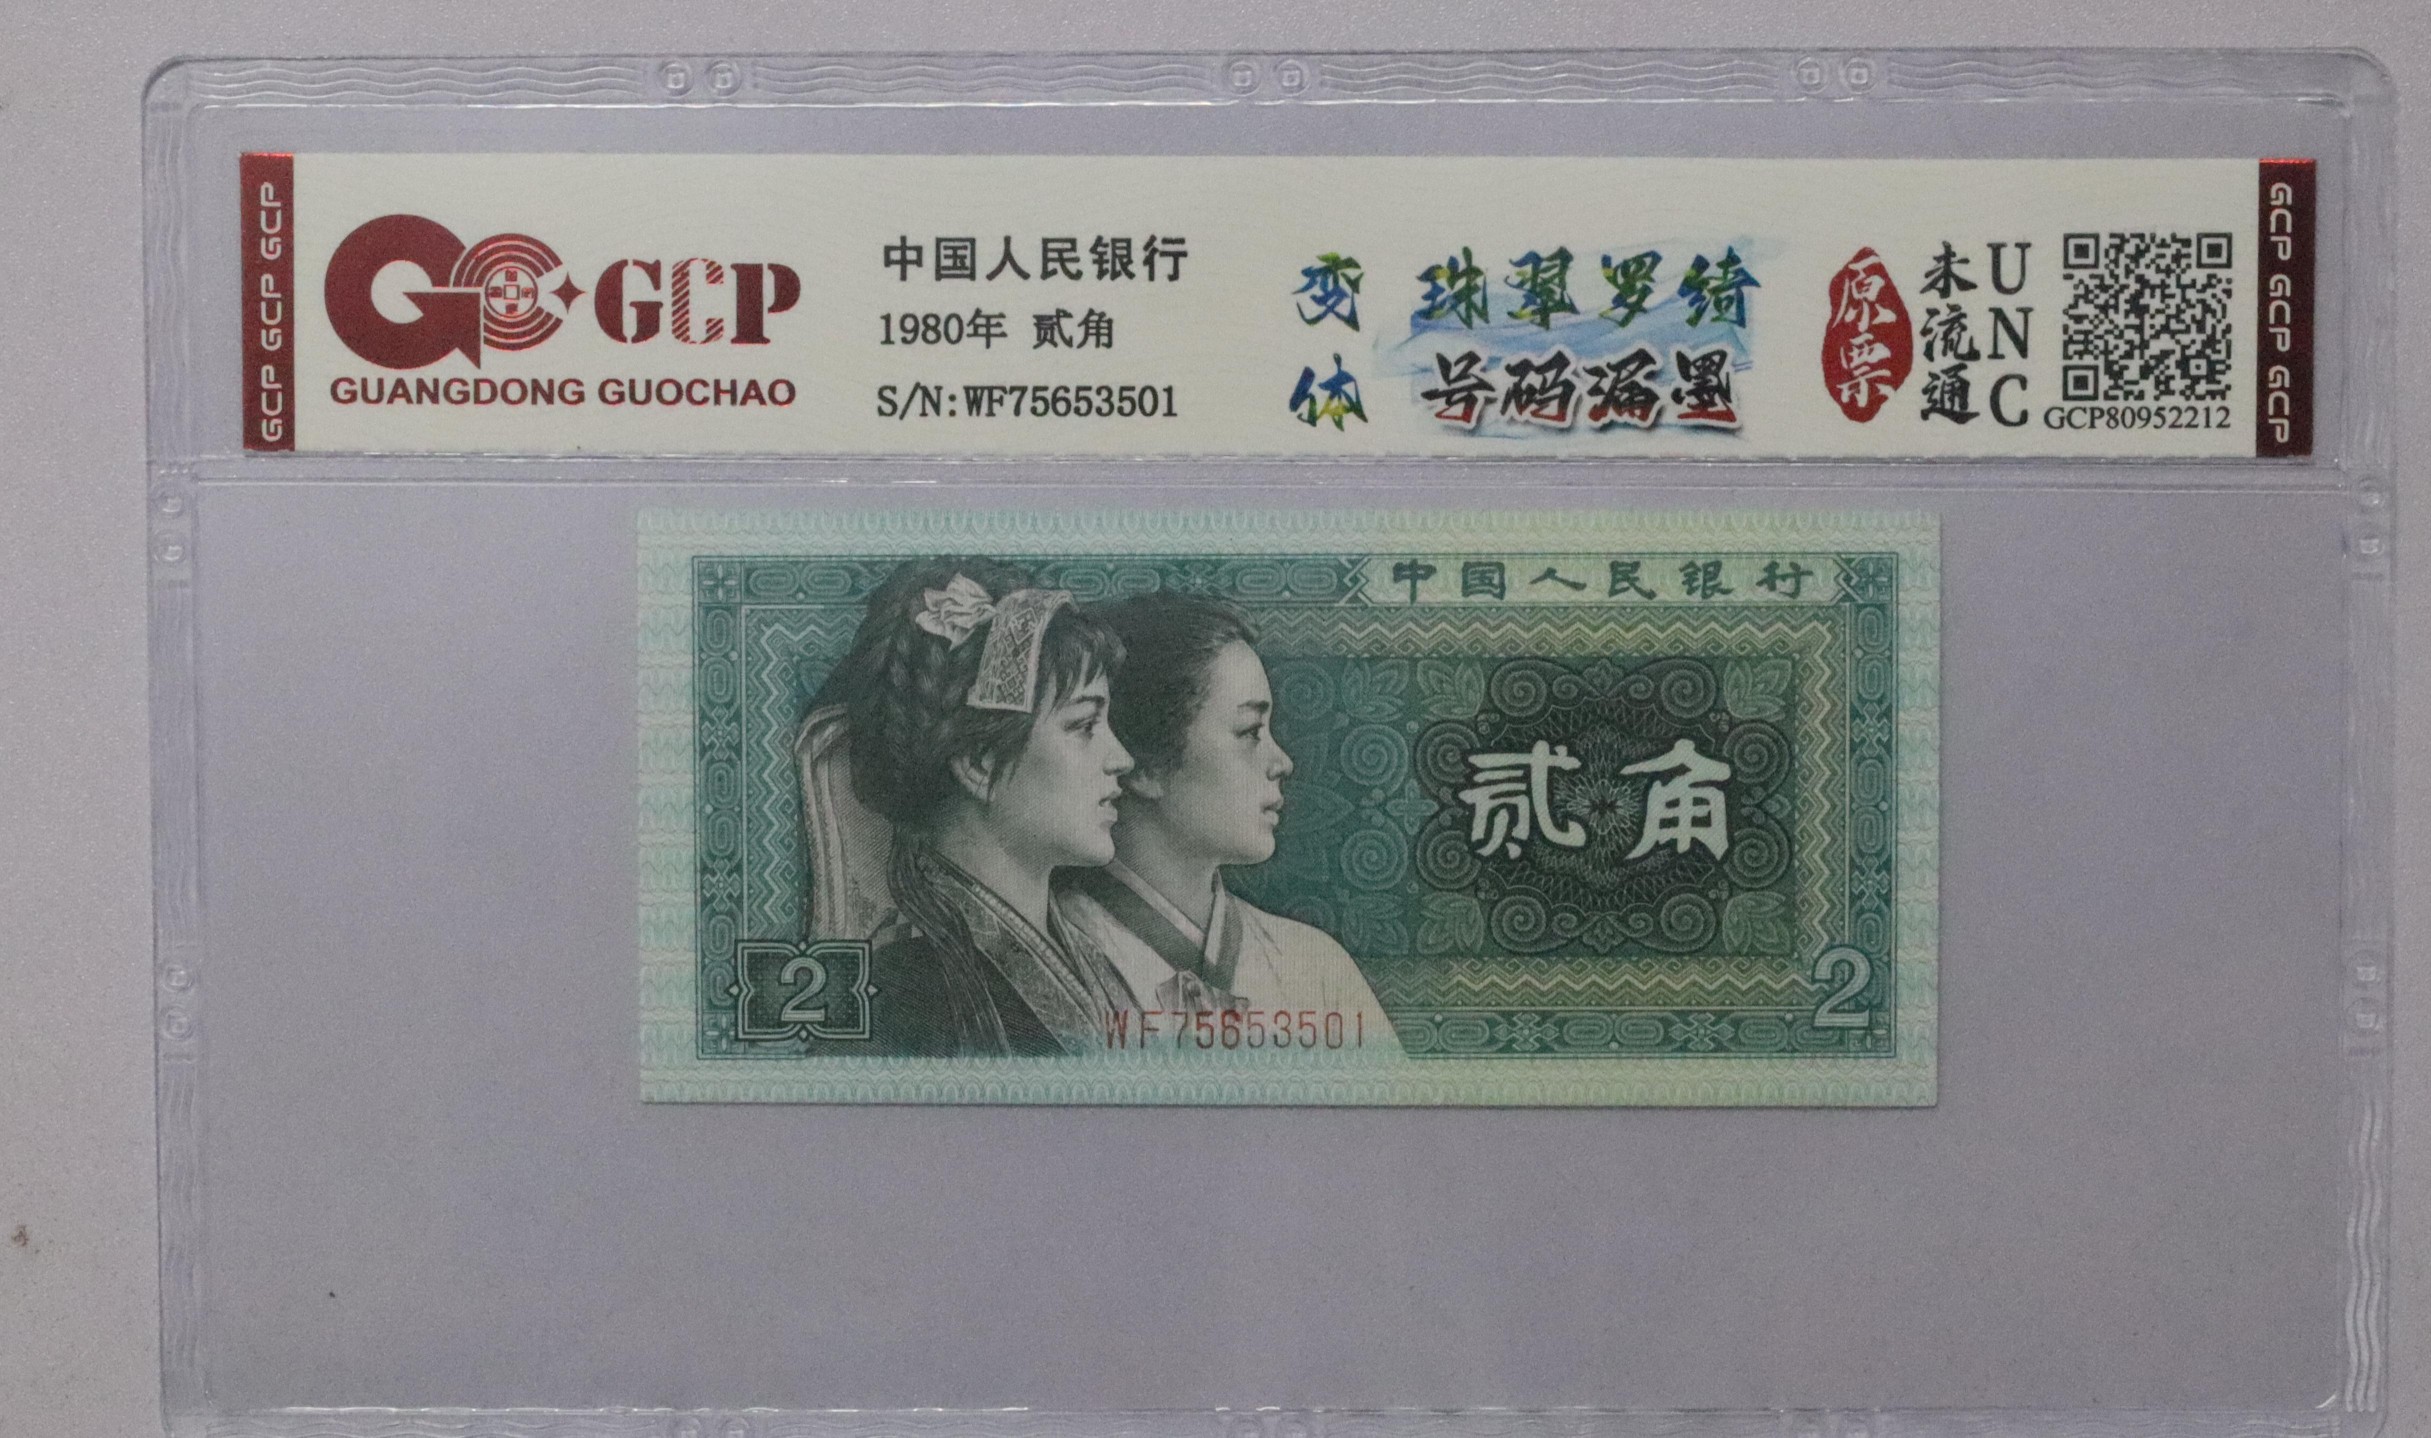 GCP GCP GCP
GCP
GUANGDONG GUOCHAO
中国人民银行
1980年 贰角
S/N:WF75653501
变体
珠翠罗绮
号码漏墨
原票
未流通
UNC
GCP80952212
GCP GCP GCP
中国人民银行
贰角
2
2
WF75653501